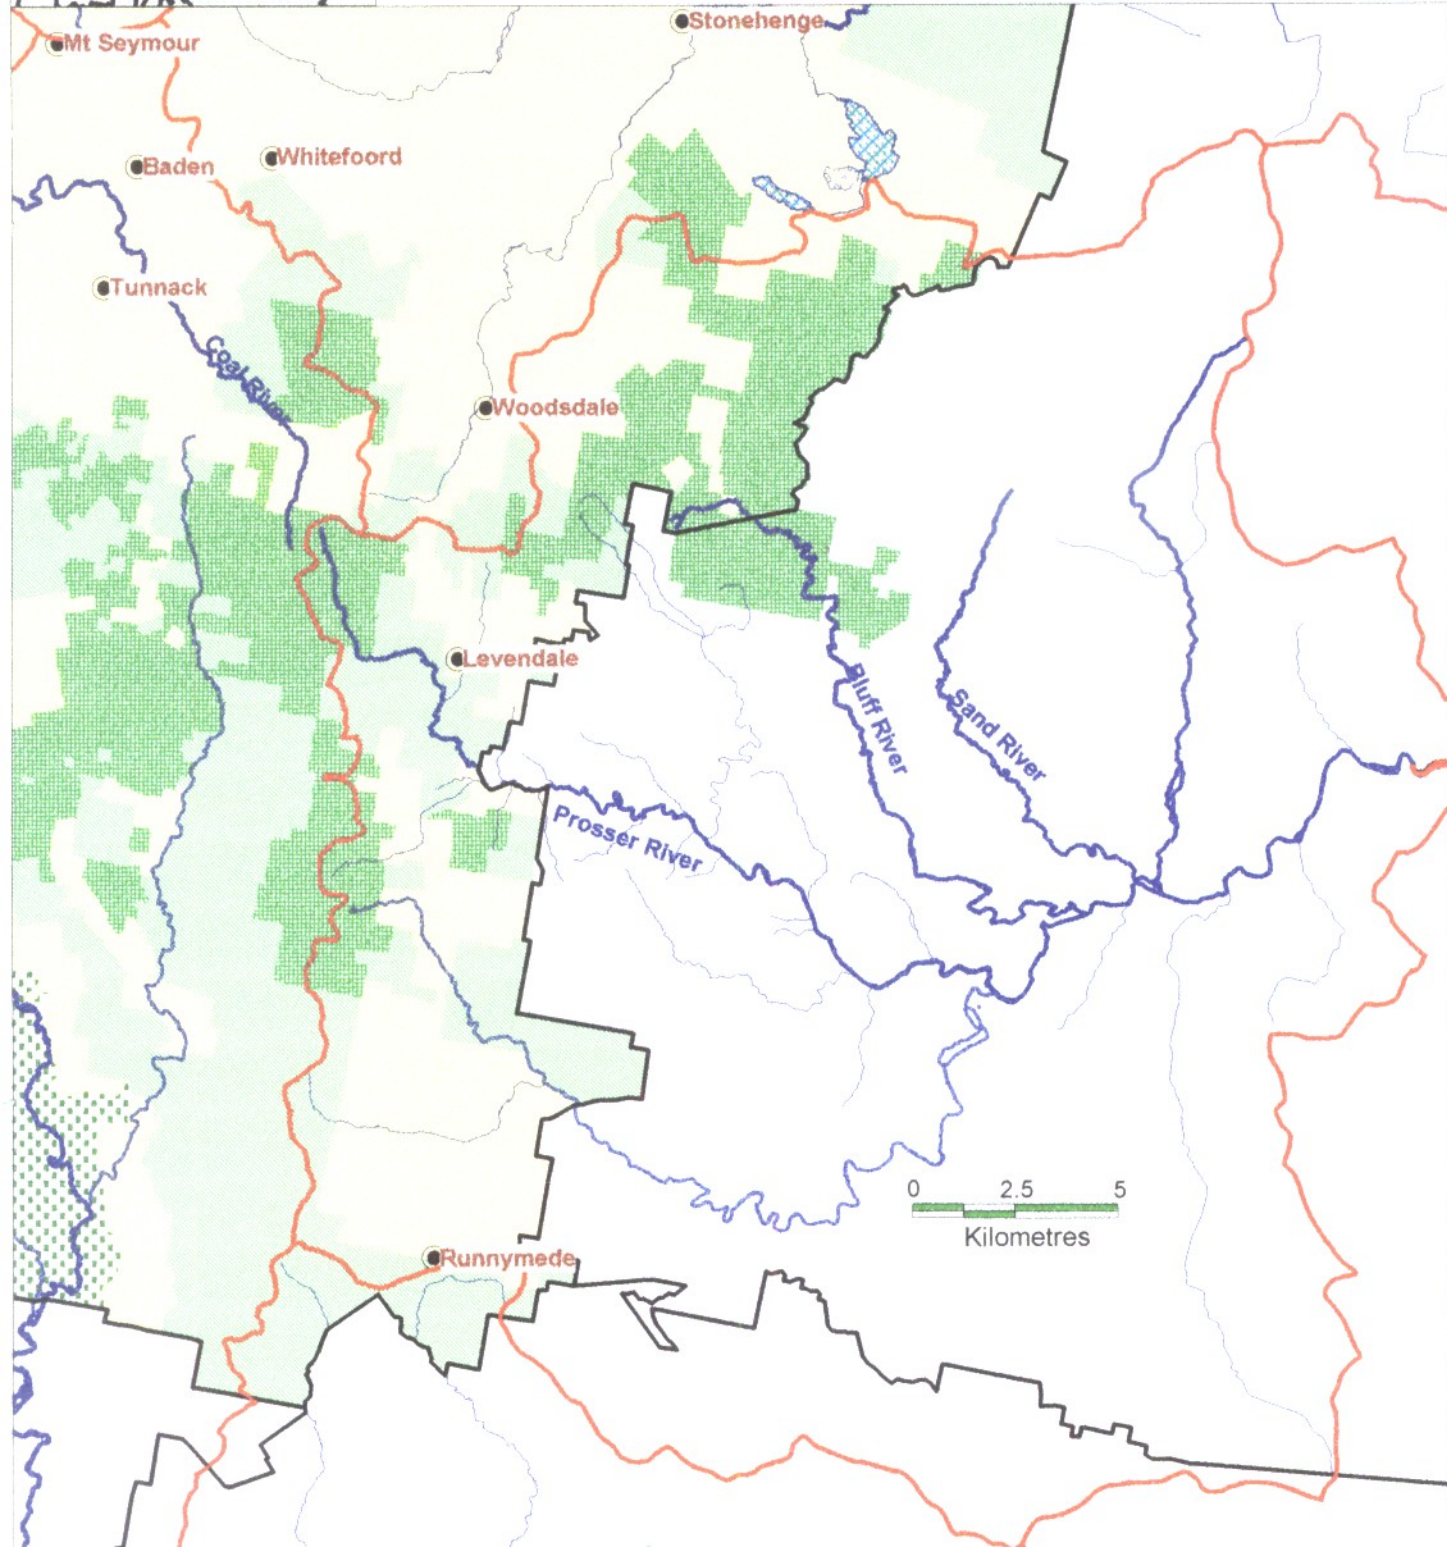 Stonehenge
Mt Seymour
Whitefoord
Baden
Tunnack
Coal River
Woodsdale
Levendale
Bluff River
Sand River
Prosser River
0 2.5 5
Kilometres
Runnymede